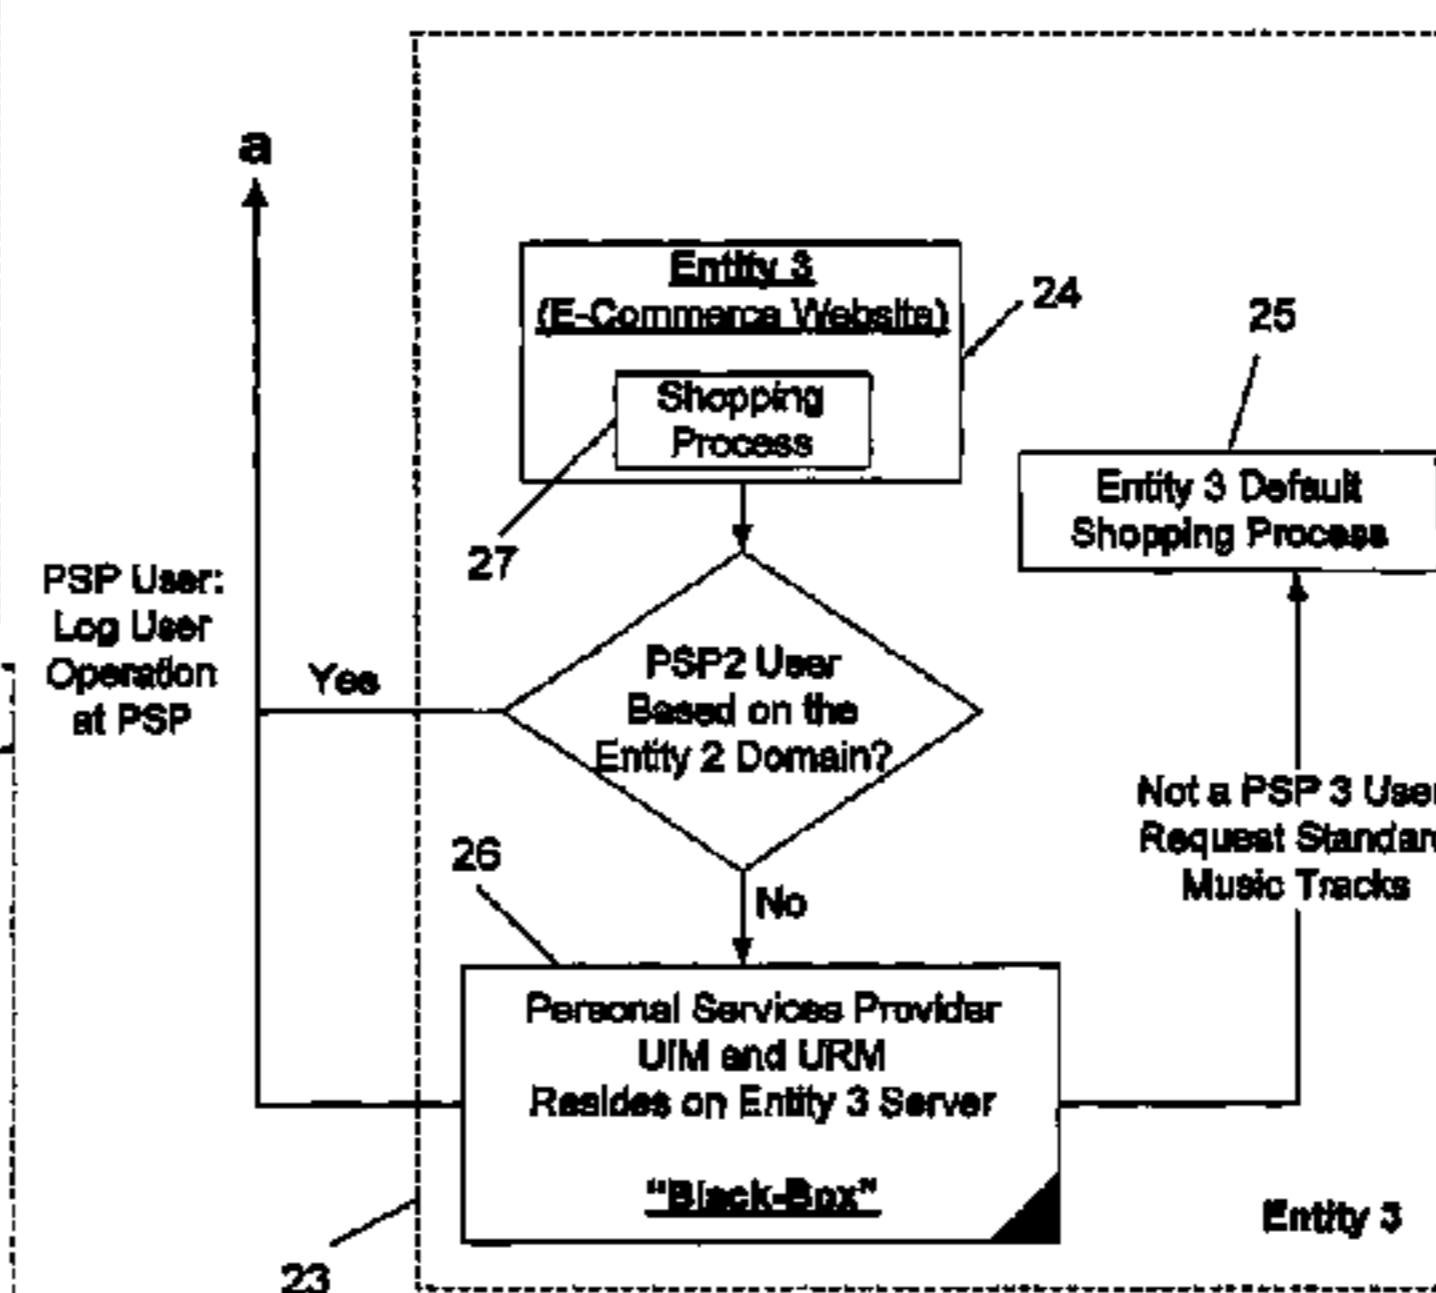 a
Entity 3
(E-Commerce Website)
24
25
Shopping
Process
27
Entity 3 Default
Shopping Process
PSP User:
Log User
Operation
at PSP
Yes
PSP2 User
Based on the
Entity 2 Domain?
Not a PSP 3 User
Request Standar
Music Tracks
26
No
Personal Services Provider
UIM and URM
Resides on Entity 3 Server
“Black-Box”
Entity 3
23